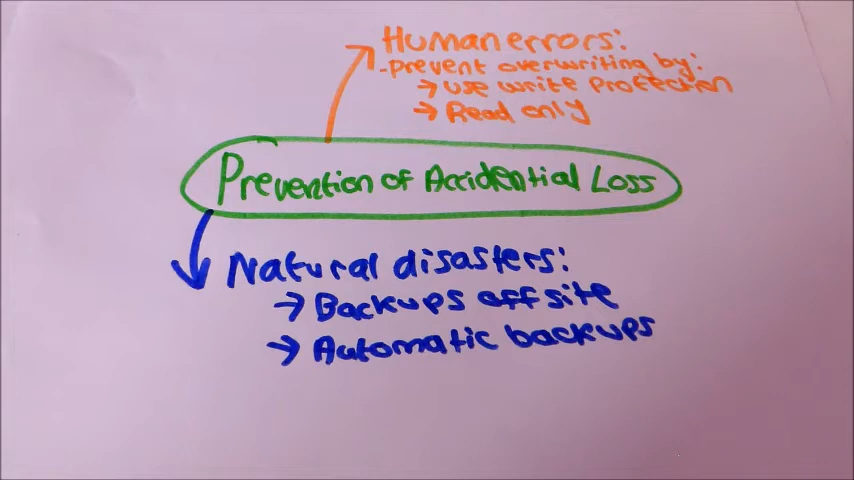 Human errors:
- Prevent overwriting by:
→ use write protection
→ Read only
Prevention of Accidential Loss
Natural disasters:
→ Backups off site
→ Automatic backups